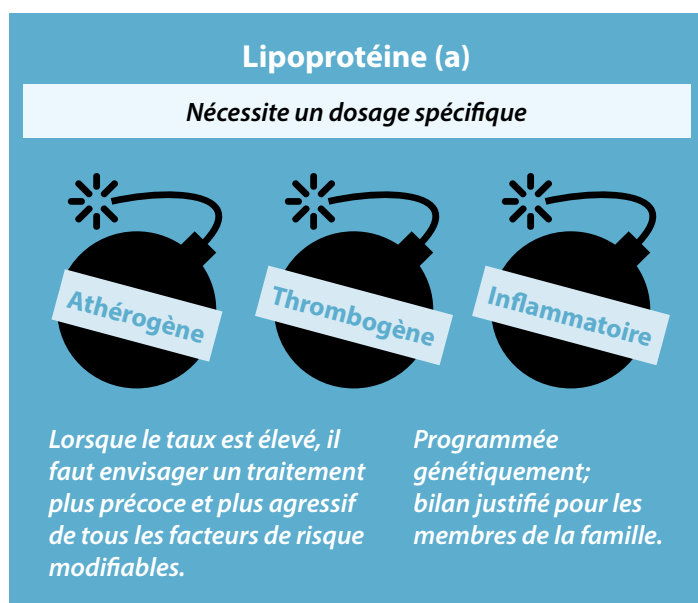 Lipoprotéine (a)
Nécessite un dosage spécifique
Athérogène
Thrombogène
Inflammatoire
Lorsque le taux est élevé, il
faut envisager un traitement
plus précoce et plus agressif
de tous les facteurs de risque
modifiables.
Programmée
génétiquement;
bilan justifié pour les
membres de la famille.